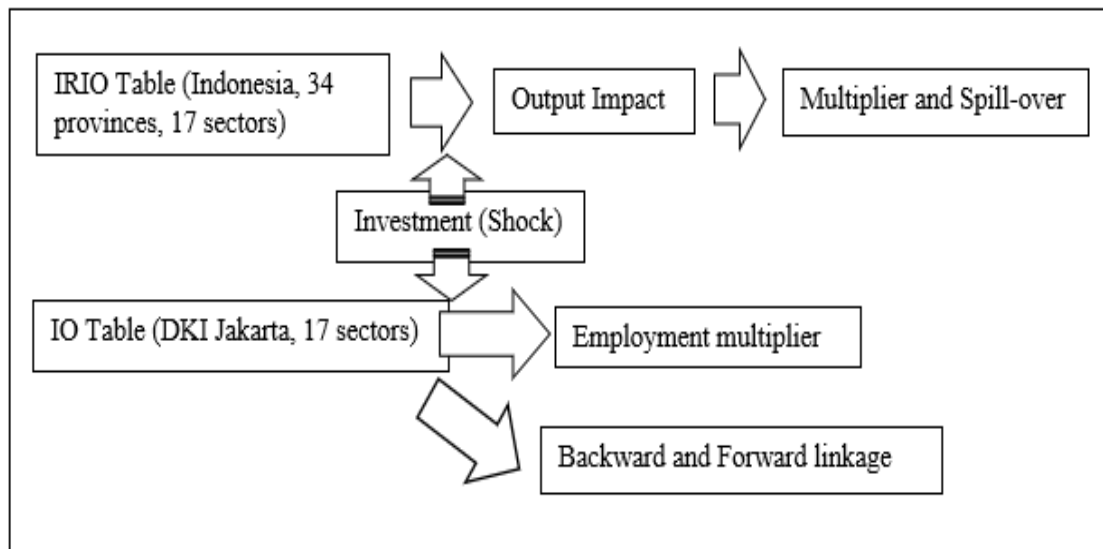 IRIO Table (Indonesia, 34
provinces, 17 sectors)
Output Impact
Multiplier and Spill-over
Investment (Shock)
IO Table (DKI Jakarta, 17 sectors)
Employment multiplier
Backward and Forward linkage